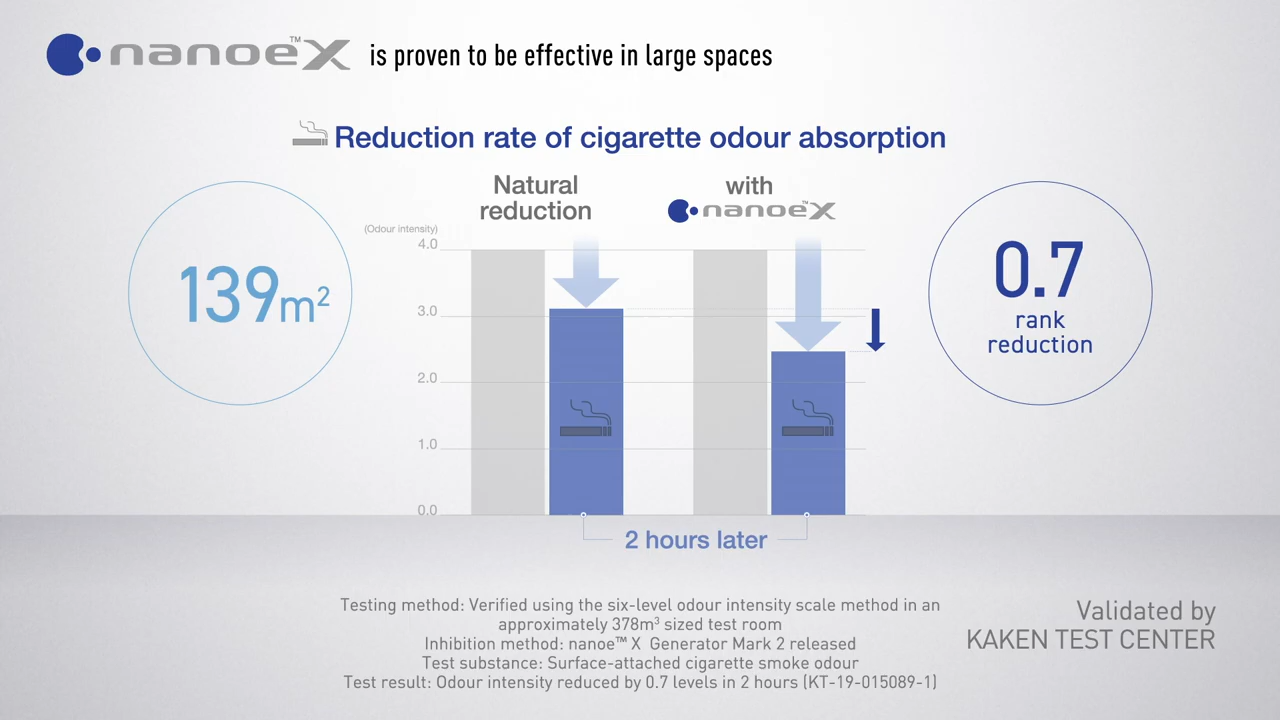 nanoe™X is proven to be effective in large spaces
Reduction rate of cigarette odour absorption
Natural
reduction
with
nanoe™X
(Odour intensity)
4.0
3.0
2.0
1.0
0.0
139m²
0.7
rank
reduction
2 hours later
Testing method: Verified using the six-level odour intensity scale method in an
approximately 378m³ sized test room
Inhibition method: nanoe™ X Generator Mark 2 released
Test substance: Surface-attached cigarette smoke odour
Test result: Odour intensity reduced by 0.7 levels in 2 hours (KT-19-015089-1)
Validated by
KAKEN TEST CENTER